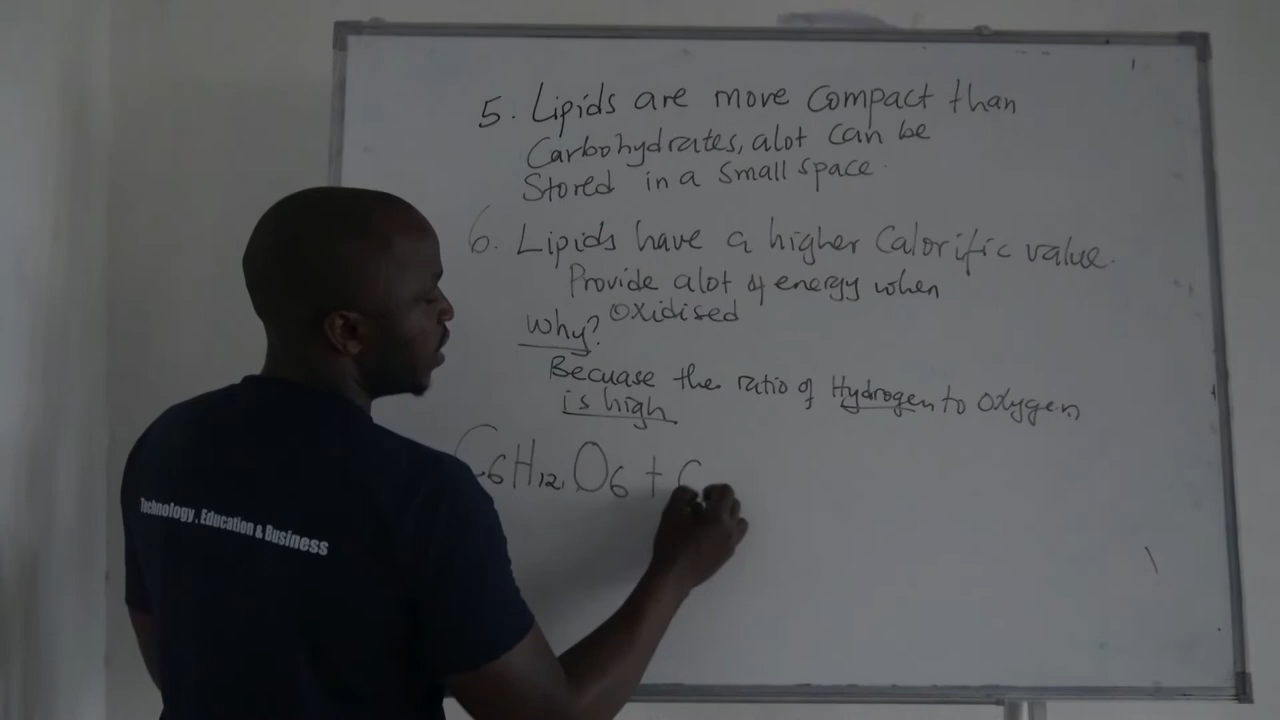 5. Lipids are more compact than
Carbohydrates, alot can be
Stored in a small space.
6. Lipids have a higher Calorific value.
Provide alot of energy when
oxidised
Why?
Becuase the ratio of Hydrogen to Oxygen
is high
C6H12O6 + 6
Technology, Education & Business